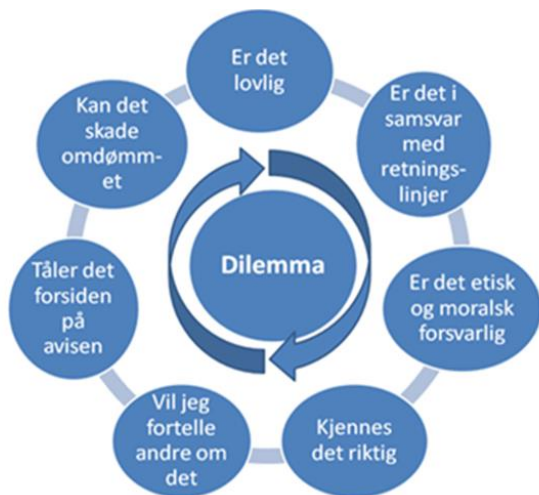 Er det
lovlig
Er det i
samsvar
med
retnings-
linjer
Er det etisk
og moralsk
forsvarlig
Kjennes
det riktig
Vil jeg
fortelle
andre om
det
Tåler det
forsiden
på
avisen
Kan det
skade
omdømm-
et
Dilemma